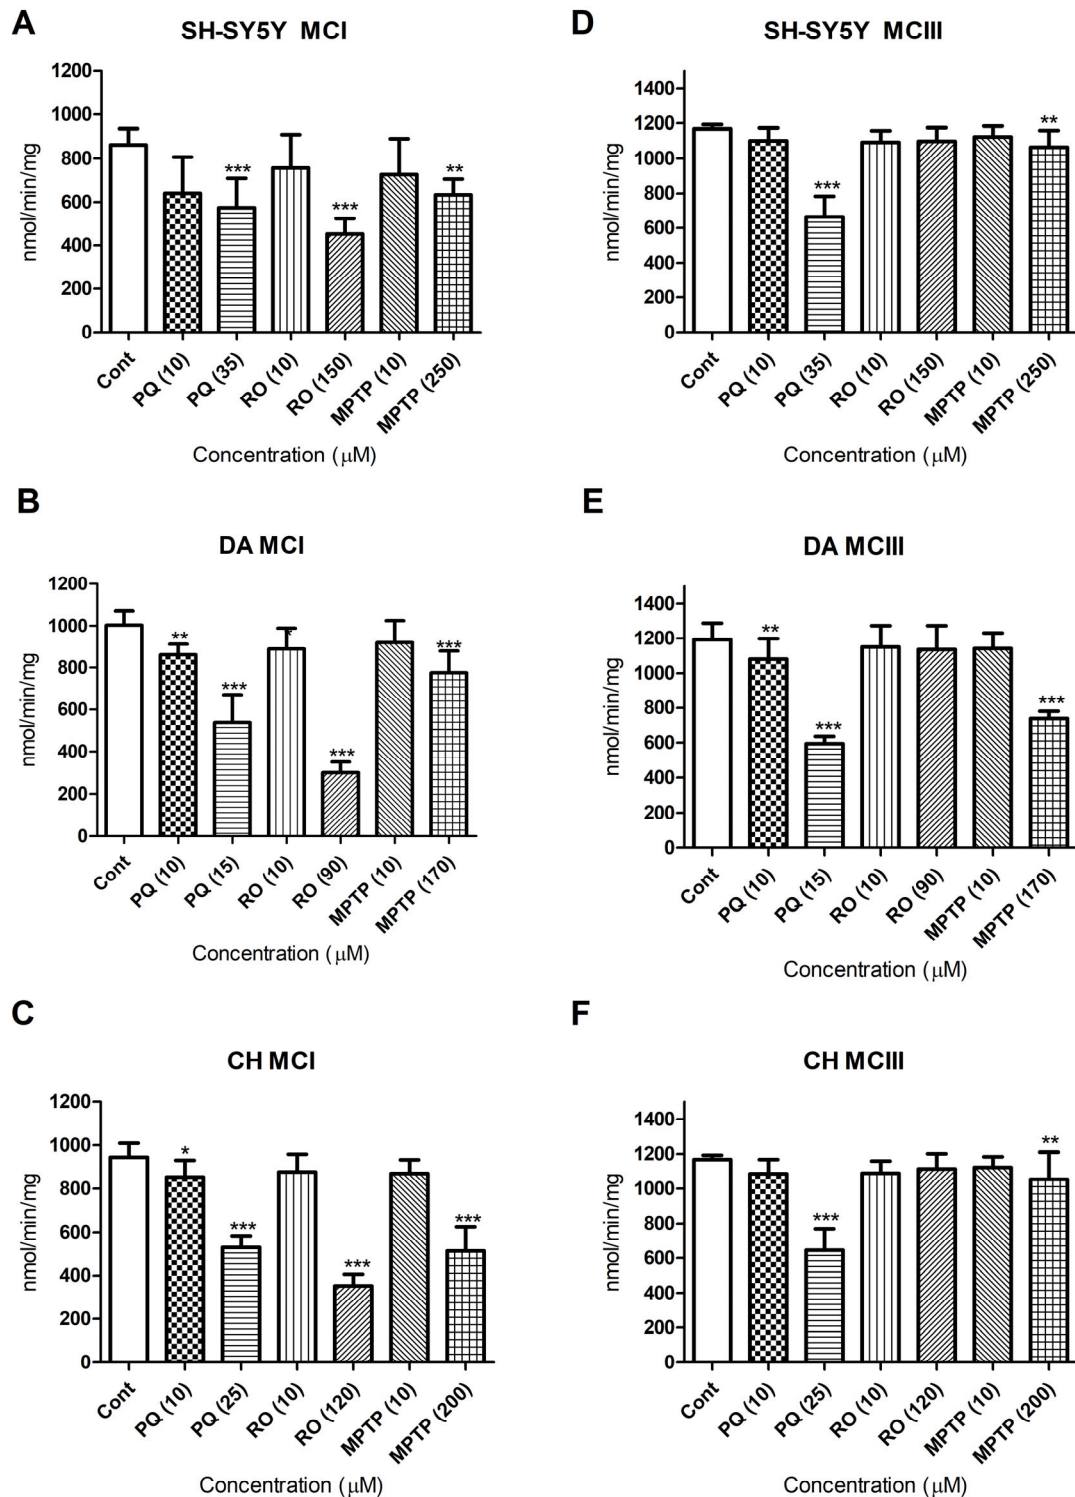 A
SH-SY5Y MCI
1200
1000
800
600
400
200
0
nmol/min/mg
***
***
**
Cont
PQ (10)
PQ (35)
RO (10)
RO (150)
MPTP (10)
MPTP (250)
Concentration (μM)
D
SH-SY5Y MCIII
1400
1200
1000
800
600
400
200
0
nmol/min/mg
***
**
Cont
PQ (10)
PQ (35)
RO (10)
RO (150)
MPTP (10)
MPTP (250)
Concentration (μM)
B
DA MCI
1200
1000
800
600
400
200
0
nmol/min/mg
**
***
*
***
***
Cont
PQ (10)
PQ (15)
RO (10)
RO (90)
MPTP (10)
MPTP (170)
Concentration (μM)
E
DA MCIII
1400
1200
1000
800
600
400
200
0
nmol/min/mg
**
***
***
Cont
PQ (10)
PQ (15)
RO (10)
RO (90)
MPTP (10)
MPTP (170)
Concentration (μM)
C
CH MCI
1200
1000
800
600
400
200
0
nmol/min/mg
*
***
***
***
Cont
PQ (10)
PQ (25)
RO (10)
RO (120)
MPTP (10)
MPTP (200)
Concentration (μM)
F
CH MCIII
1400
1200
1000
800
600
400
200
0
nmol/min/mg
***
**
Cont
PQ (10)
PQ (25)
RO (10)
RO (120)
MPTP (10)
MPTP (200)
Concentration (μM)